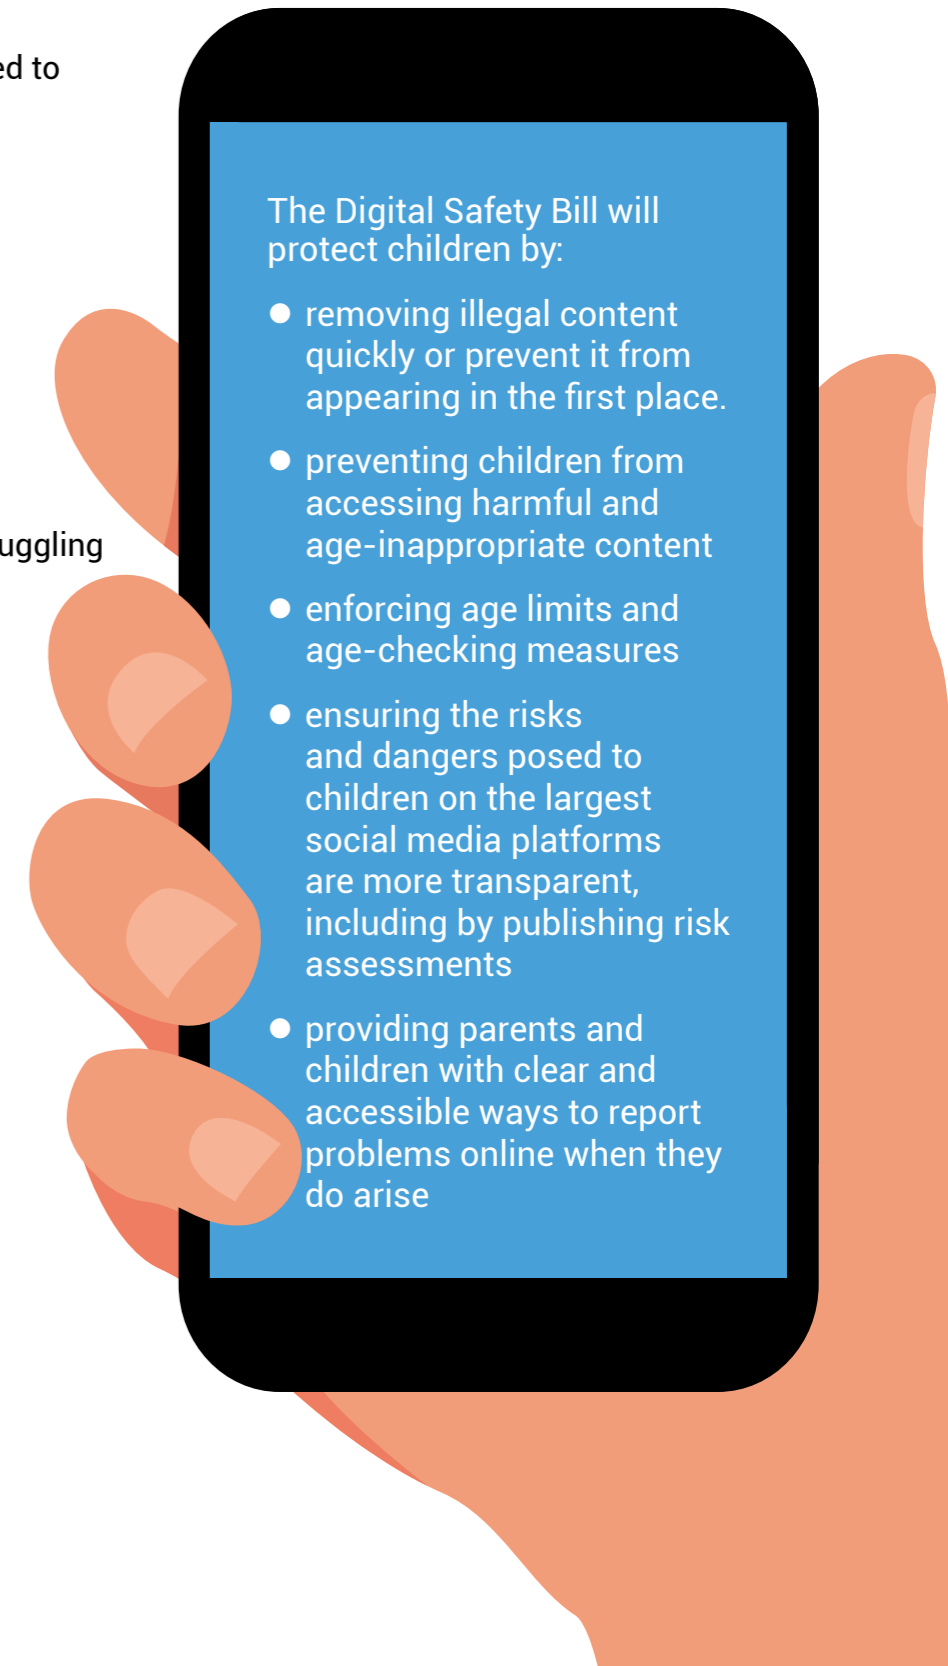 ed to
The Digital Safety Bill will
protect children by:
● removing illegal content
quickly or prevent it from
appearing in the first place.
● preventing children from
accessing harmful and
age-inappropriate content
uggling
● enforcing age limits and
age-checking measures
● ensuring the risks
and dangers posed to
children on the largest
social media platforms
are more transparent,
including by publishing risk
assessments
● providing parents and
children with clear and
accessible ways to report
problems online when they
do arise